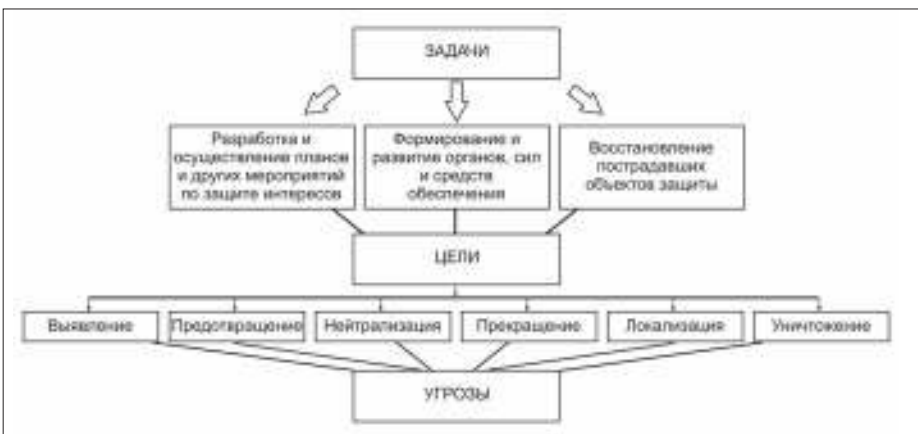 ЗАДАЧИ
Разработка и
осуществление планов
и других мероприятий
по защите интересов
Формирование и
развитие органов, сил
и средств
обеспечения
Восстановление
пострадавших
объектов защиты
ЦЕЛИ
Выявление
Предотвращение
Нейтрализация
Прекращение
Локализация
Уничтожение
УГРОЗЫ